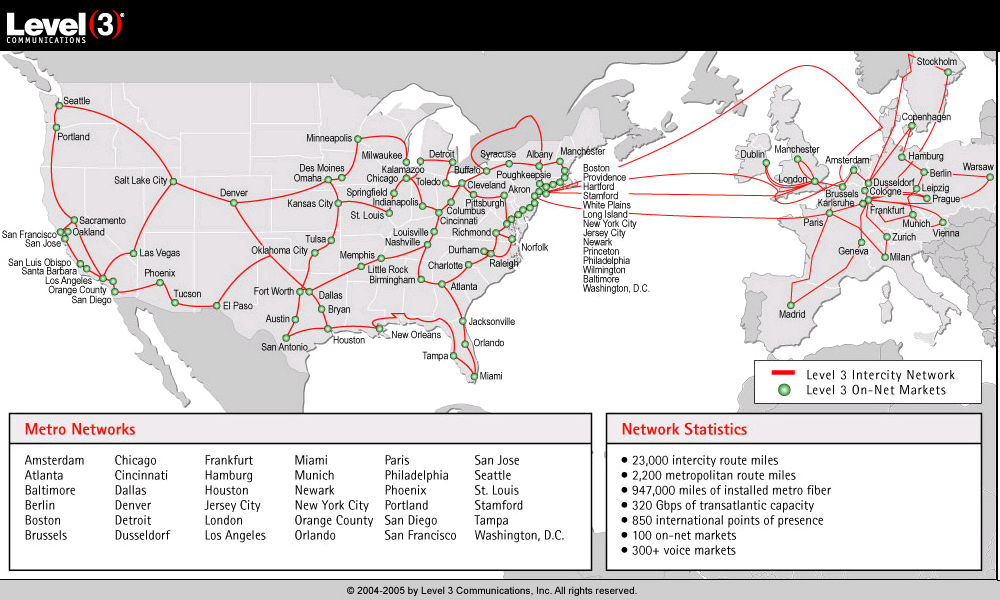 Level(3)®
COMMUNICATIONS
Stockholm
Seattle
Copenhagen
Portland
Minneapolis
Milwaukee
Detroit
Syracuse
Albany
Manchester
Dublin
Manchester
Amsterdam
Hamburg
Warsaw
Kalamazoo
Buffalo
Poughkeepsie
Boston
Berlin
Des Moines
Omaha
Chicago
Toledo
Cleveland
Akron
Providence
London
Dusseldorf
Salt Lake City
Denver
Springfield
Hartford
Brussels
Cologne
Leipzig
Kansas City
Indianapolis
Pittsburg
Stamford
Karlsruhe
Prague
St. Louis
Columbus
White Plains
Frankfurt
Sacramento
Cincinnati
Long Island
Paris
Munich
San Francisco
Oakland
Louisville
Richmond
New York City
Vienna
San Jose
Tulsa
Nashville
Jersey City
Zurich
Las Vegas
Oklahoma City
Memphis
Durham
Norfolk
Newark
Geneva
Milan
San Luis Obispo
Little Rock
Charlotte
Raleigh
Princeton
Santa Barbara
Phoenix
Birmingham
Philadelphia
Los Angeles
Atlanta
Wilmington
Orange County
Tucson
Fort Worth
Dallas
Baltimore
San Diego
El Paso
Bryan
Washington, D.C.
Austin
Jacksonville
Madrid
San Antonio
Houston
New Orleans
Orlando
Tampa
Miami
Level 3 Intercity Network
Level 3 On-Net Markets
Metro Networks
Amsterdam Chicago Frankfurt Miami Paris San Jose
Atlanta Cincinnati Hamburg Munich Philadelphia Seattle
Baltimore Dallas Houston Newark Phoenix St. Louis
Berlin Denver Jersey City New York City Portland Stamford
Boston Detroit London Orange County San Diego Tampa
Brussels Dusseldorf Los Angeles Orlando San Francisco Washington, D.C.
Network Statistics
• 23,000 intercity route miles
• 2,200 metropolitan route miles
• 947,000 miles of installed metro fiber
• 320 Gbps of transatlantic capacity
• 850 international points of presence
• 100 on-net markets
• 300+ voice markets
© 2004-2005 by Level 3 Communications, Inc. All rights reserved.